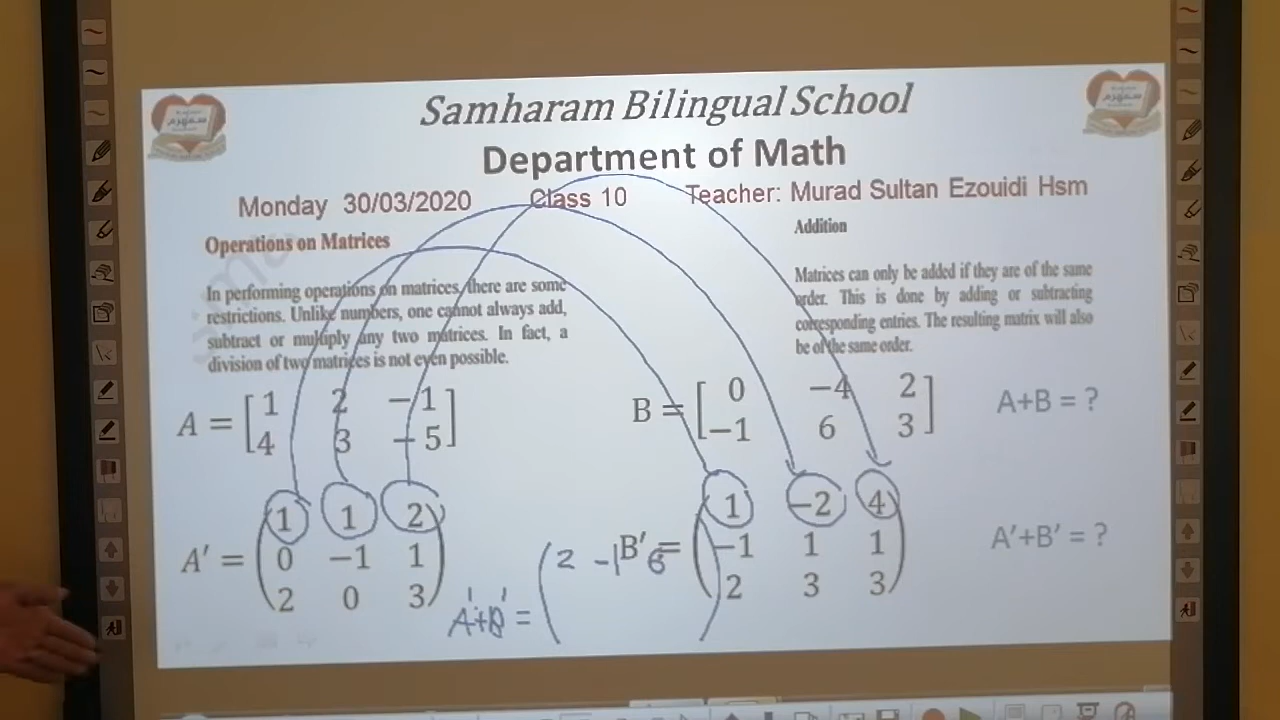 Samharam Bilingual School
Department of Math
Monday 30/03/2020 Class 10 Teacher: Murad Sultan Ezouidi Hsm
Operations on Matrices
In performing operations on matrices, there are some
restrictions. Unlike numbers, one cannot always add,
subtract or multiply any two matrices. In fact, a
division of two matrices is not even possible.
Addition
Matrices can only be added if they are of the same
order. This is done by adding or subtracting
corresponding entries. The resulting matrix will also
be of the same order.
A = [1 2 −1
4 3 −5]
B = [0 −4 2
−1 6 3]
A+B = ?
A′ = (1 1 2
0 −1 1
2 0 3)
B′ = (1 −2 4
−1 1 1
2 3 3)
A'+B' = ?
A'+B' = (2 -1 6)